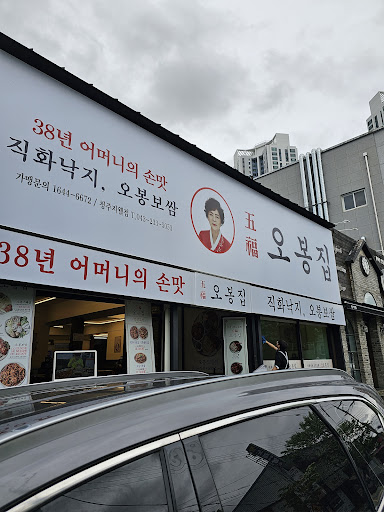 38년 어머니의 손맛
직화낙지. 오봉보쌈
가맹문의 1644-6672 /
五福
오봉집
38년 어머니의 손맛
五福
오봉집
직화낙지. 오봉보쌈